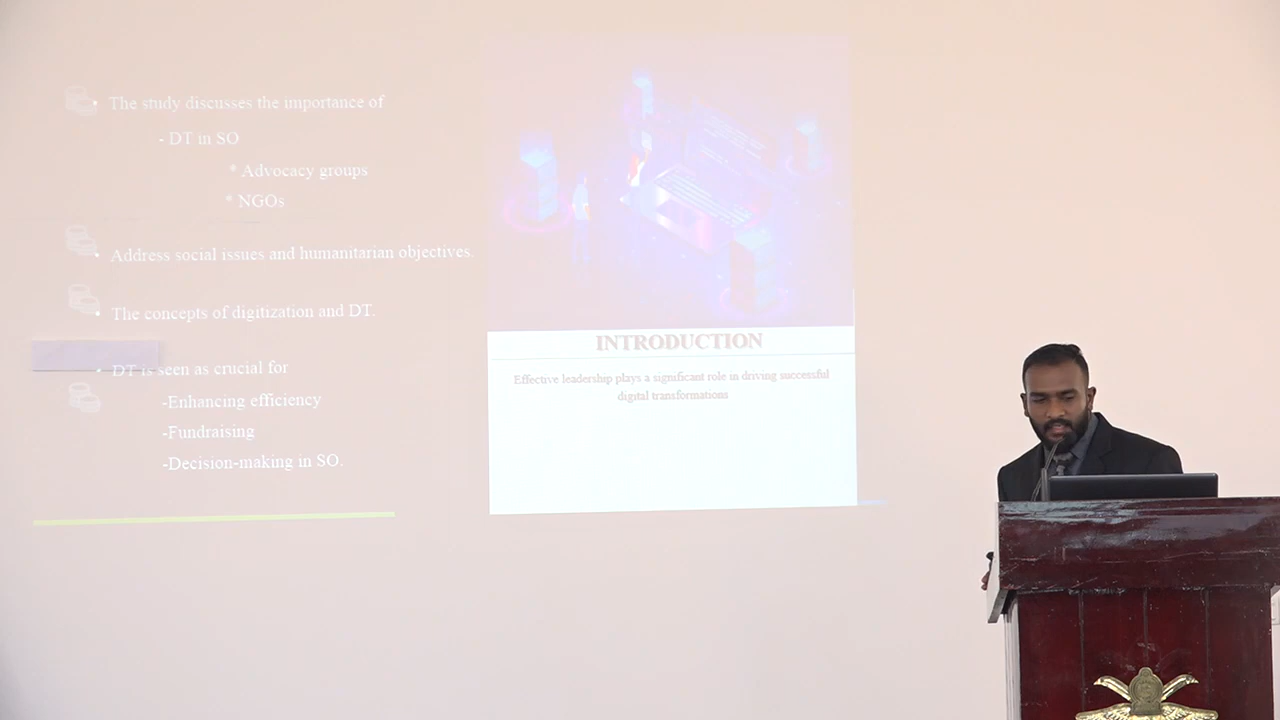 • The study discusses the importance of
- DT in SO
* Advocacy groups
* NGOs
• Address social issues and humanitarian objectives.
• The concepts of digitization and DT.
• DT is seen as crucial for
-Enhancing efficiency
-Fundraising
-Decision-making in SO.
INTRODUCTION
Effective leadership plays a significant role in driving successful
digital transformations